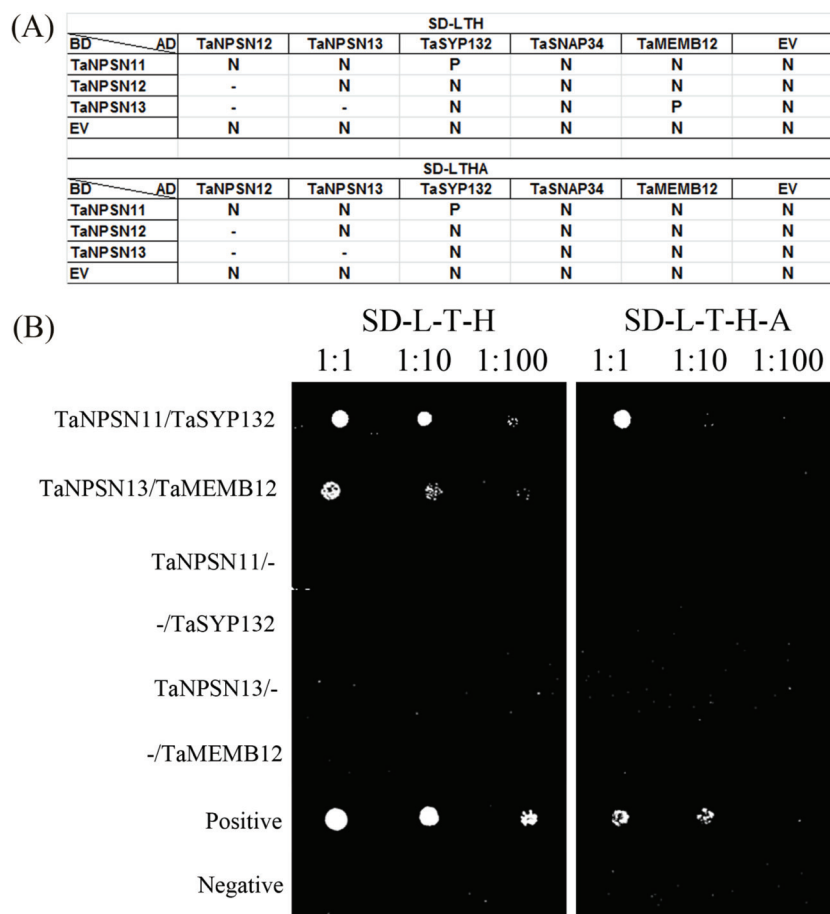 (A)
SD-LTH
BD AD TaNPSN12 TaNPSN13 TaSYP132 TaSNAP34 TaMEMB12 EV
TaNPSN11 N N P N N N
TaNPSN12 - N N N N N
TaNPSN13 - - N N P N
EV N N N N N N
SD-LTHA
BD AD TaNPSN12 TaNPSN13 TaSYP132 TaSNAP34 TaMEMB12 EV
TaNPSN11 N N P N N N
TaNPSN12 - N N N N N
TaNPSN13 - - N N N N
EV N N N N N N
(B)
SD-L-T-H SD-L-T-H-A
1:1 1:10 1:100 1:1 1:10 1:100
TaNPSN11/TaSYP132
TaNPSN13/TaMEMB12
TaNPSN11/-
-/TaSYP132
TaNPSN13/-
-/TaMEMB12
Positive
Negative